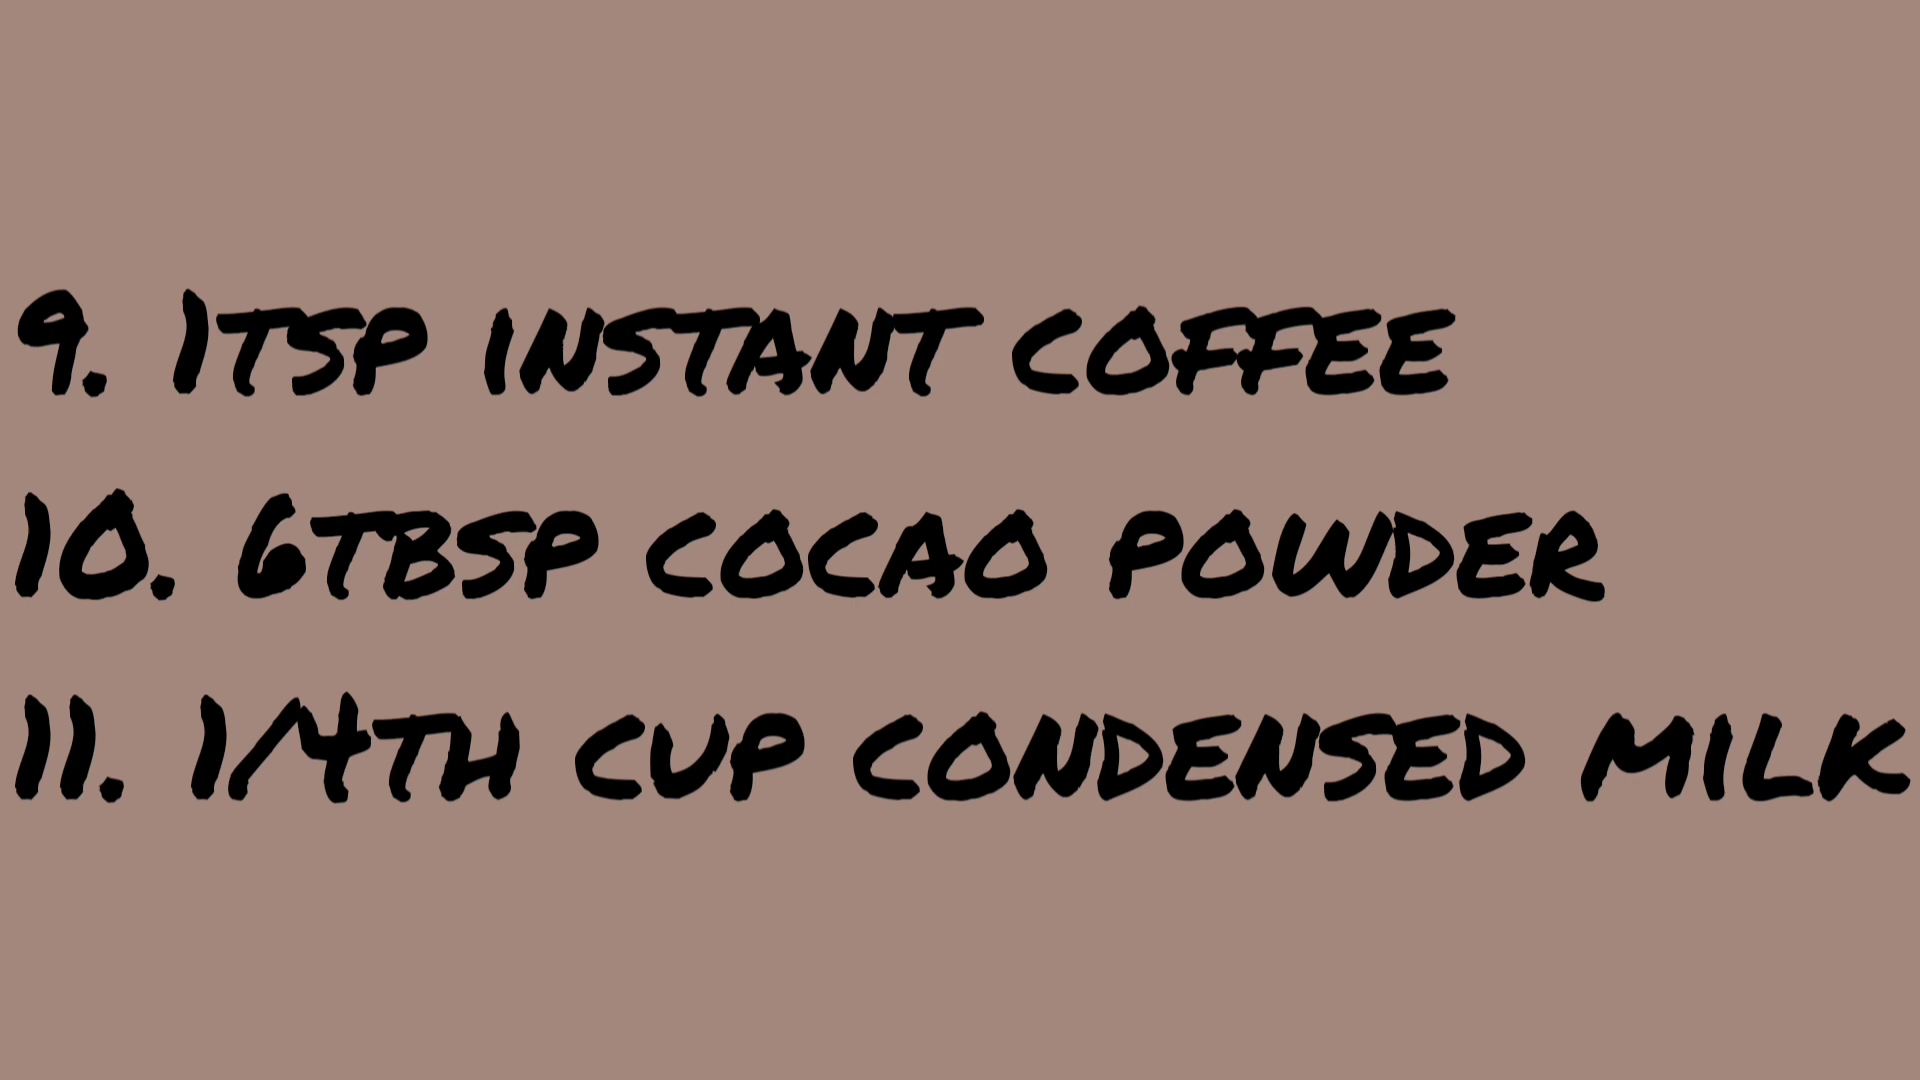 9. 1TSP INSTANT COFFEE
10. 6TBSP COCAO POWDER
11. 1/4TH CUP CONDENSED MILK